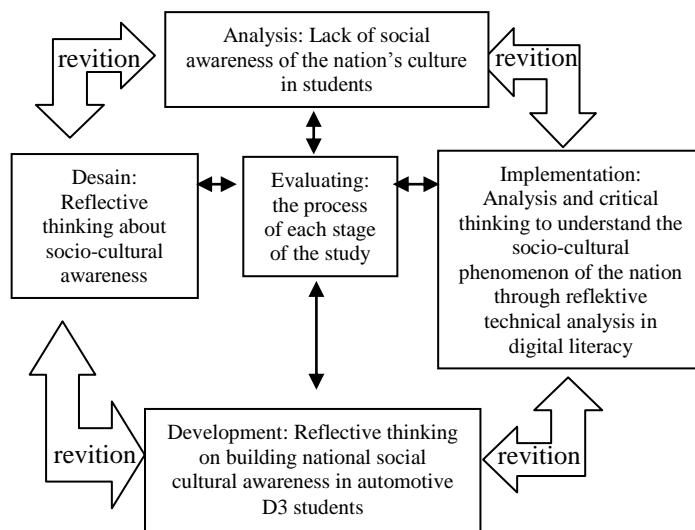 Analysis: Lack of social
awareness of the nation's culture
in students
revition
revition
Desain:
Reflective
thinking about
socio-cultural
awareness
Evaluating:
the process
of each stage
of the study
Implementation:
Analysis and critical
thinking to understand the
socio-cultural
phenomenon of the nation
through reflektive
technical analysis in
digital literacy
revition
revition
Development: Reflective thinking
on building national social
cultural awareness in automotive
D3 students